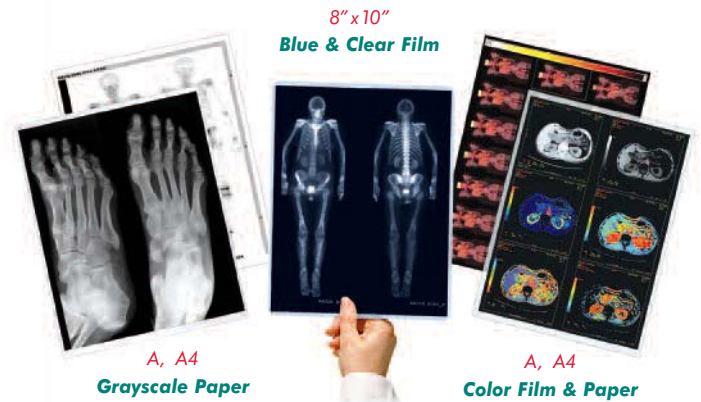 8” x 10”
Blue & Clear Film
A, A4
Grayscale Paper
A, A4
Color Film & Paper